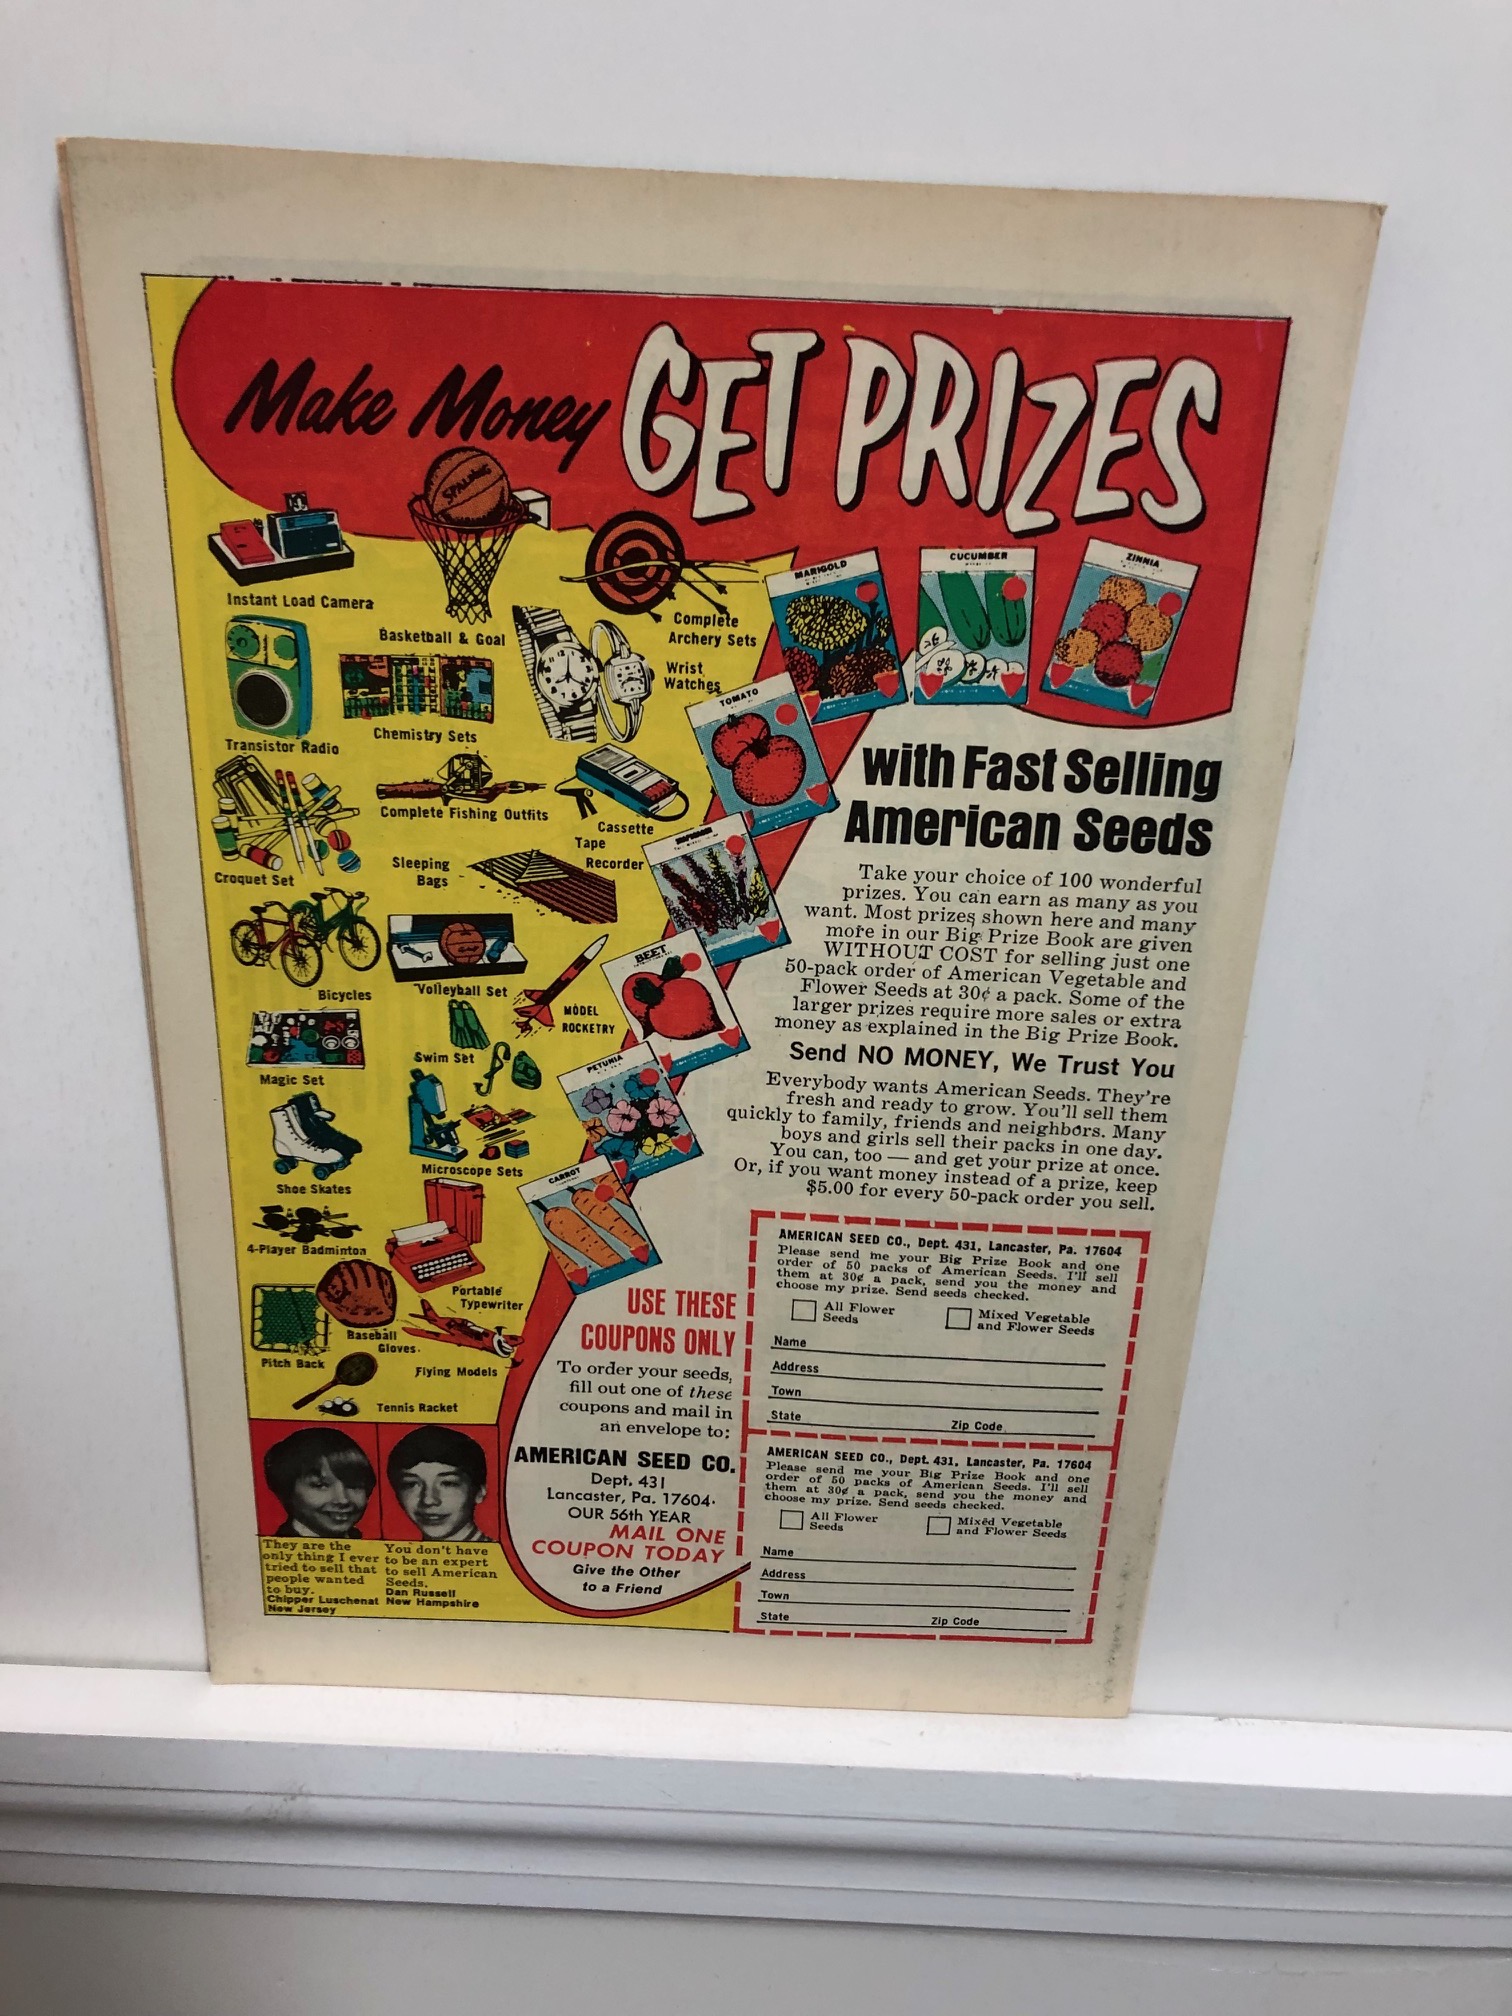 Make Money GET PRIZES
SPALDING
Instant Load Camera
Basketball & Goal
Complete
Archery Sets
MARIGOLD
CUCUMBER
ZINNIA
Transistor Radio
Chemistry Sets
Wrist
Watches
TOMATO
with Fast Selling
American Seeds
Complete Fishing Outfits
Cassette
Tape
Recorder
Croquet Set
Sleeping
Bags
Bicycles
Volleyball Set
MODEL
ROCKETRY
BEET
Magic Set
Swim Set
PETUNIA
Shoe Skates
Microscope Sets
CARROT
4-Player Badminton
Portable
Typewriter
Baseball
Gloves
Pitch Back
Flying Models
Tennis Racket
Take your choice of 100 wonderful
prizes. You can earn as many as you
want. Most prizes shown here and many
more in our Big Prize Book are given
WITHOUT COST for selling just one
50-pack order of American Vegetable and
Flower Seeds at 30¢ a pack. Some of the
larger prizes require more sales or extra
money as explained in the Big Prize Book.
Send NO MONEY, We Trust You
Everybody wants American Seeds. They're
fresh and ready to grow. You'll sell them
quickly to family, friends and neighbors. Many
boys and girls sell their packs in one day.
You can, too — and get your prize at once.
Or, if you want money instead of a prize, keep
$5.00 for every 50-pack order you sell.
USE THESE
COUPONS ONLY
To order your seeds,
fill out one of these
coupons and mail in
an envelope to:
AMERICAN SEED CO.
Dept. 431
Lancaster, Pa. 17604
OUR 56th YEAR
MAIL ONE
COUPON TODAY
Give the Other
to a Friend
They are the
only thing I ever
tried to sell that
people wanted
to buy.
Chipper Luschenat
New Jersey
You don't have
to be an expert
to sell American
Seeds.
Dan Russell
New Hampshire
AMERICAN SEED CO., Dept. 431, Lancaster, Pa. 17604
Please send me your Big Prize Book and one
order of 50 packs of American Seeds. I'll sell
them at 30¢ a pack, send you the money and
choose my prize. Send seeds checked.
All Flower
Seeds
Mixed Vegetable
and Flower Seeds
Name
Address
Town
State Zip Code
AMERICAN SEED CO., Dept. 431, Lancaster, Pa. 17604
Please send me your Big Prize Book and one
order of 50 packs of American Seeds. I'll sell
them at 30¢ a pack, send you the money and
choose my prize. Send seeds checked.
All Flower
Seeds
Mixed Vegetable
and Flower Seeds
Name
Address
Town
State Zip Code